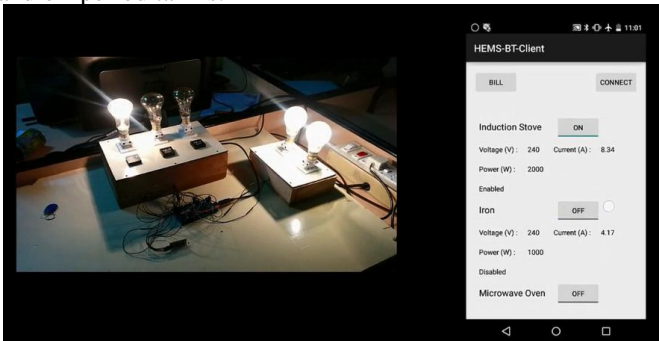 11:01
HEMS-BT-Client
BILL CONNECT
Induction Stove ON
Voltage (V) : 240 Current (A) : 8.34
Power (W) : 2000
Enabled
Iron OFF
Voltage (V) : 240 Current (A) : 4.17
Power (W) : 1000
Disabled
Microwave Oven OFF